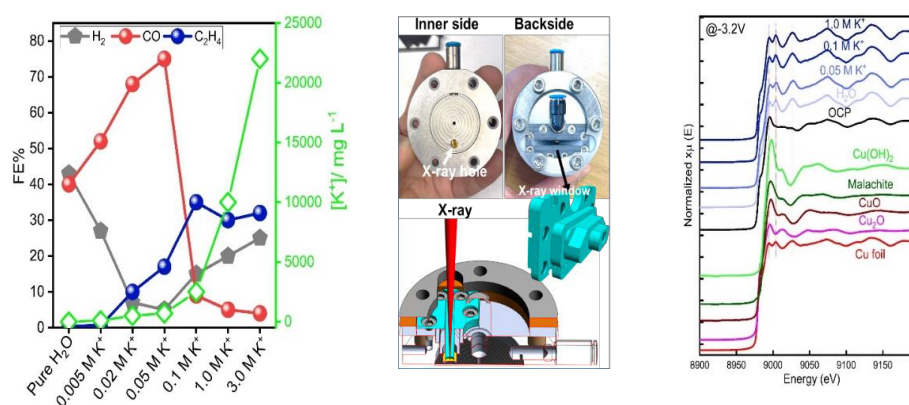 H₂ CO C₂H₄
FE%
90
80
70
60
50
40
30
20
10
0
25000
20000
15000
10000
5000
0
[K⁺]/ mg L⁻¹
Pure H₂O
0.005 M K⁺
0.02 M K⁺
0.05 M K⁺
0.1 M K⁺
1.0 M K⁺
3.0 M K⁺
Inner side Backside
X-ray hole
X-ray window
X-ray
@-3.2V
1.0 M K⁺
0.1 M K⁺
0.05 M K⁺
H₂O
OCP
Cu(OH)₂
Malachite
CuO
Cu₂O
Cu foil
Normalized xμ (E)
8900 8950 9000 9050 9100 9150
Energy (eV)